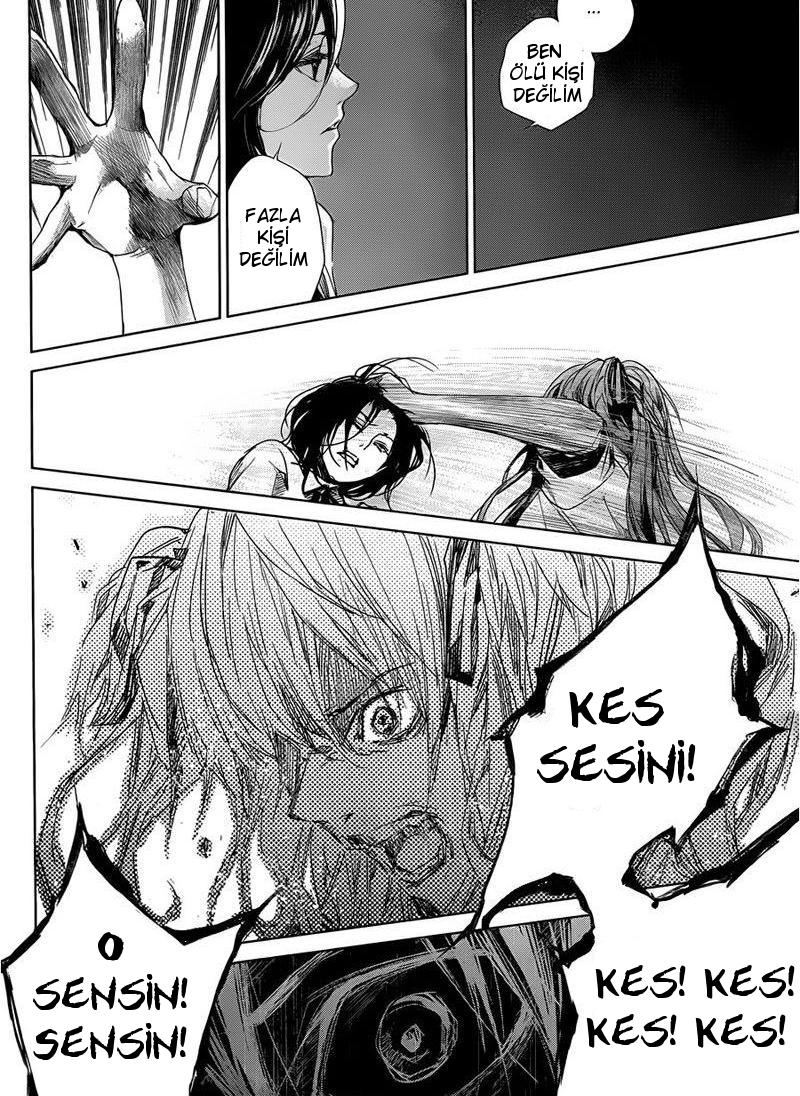 ...
BEN
ÖLÜ KİŞİ
DEĞİLİM
FAZLA
KİŞİ
DEĞİLİM
KES
SESİNİ!
O
SENSİN!
SENSİN!
KES! KES!
KES! KES!